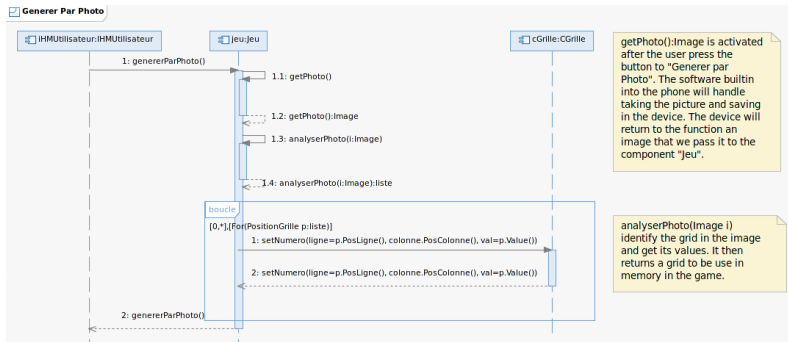 Generer Par Photo
iHMUtilisateur:IHMUtilisateur
jeu:Jeu
cGrille:CGrille
1: genererParPhoto()
1.1: getPhoto()
1.2: getPhoto():Image
1.3: analyserPhoto(i:Image)
1.4: analyserPhoto(i:Image):liste
boucle
[0,*],[For(PositionGrille p:liste)]
1: setNumero(ligne=p.PosLigne(), colonne.PosColonne(), val=p.Value())
2: setNumero(ligne=p.PosLigne(), colonne.PosColonne(), val=p.Value())
2: genererParPhoto()
getPhoto():Image is activated
after the user press the
button to "Generer par
Photo". The software builtin
into the phone will handle
taking the picture and saving
in the device. The device will
return to the function an
image that we pass it to the
component "Jeu".
analyserPhoto(Image i)
identify the grid in the image
and get its values. It then
returns a grid to be use in
memory in the game.